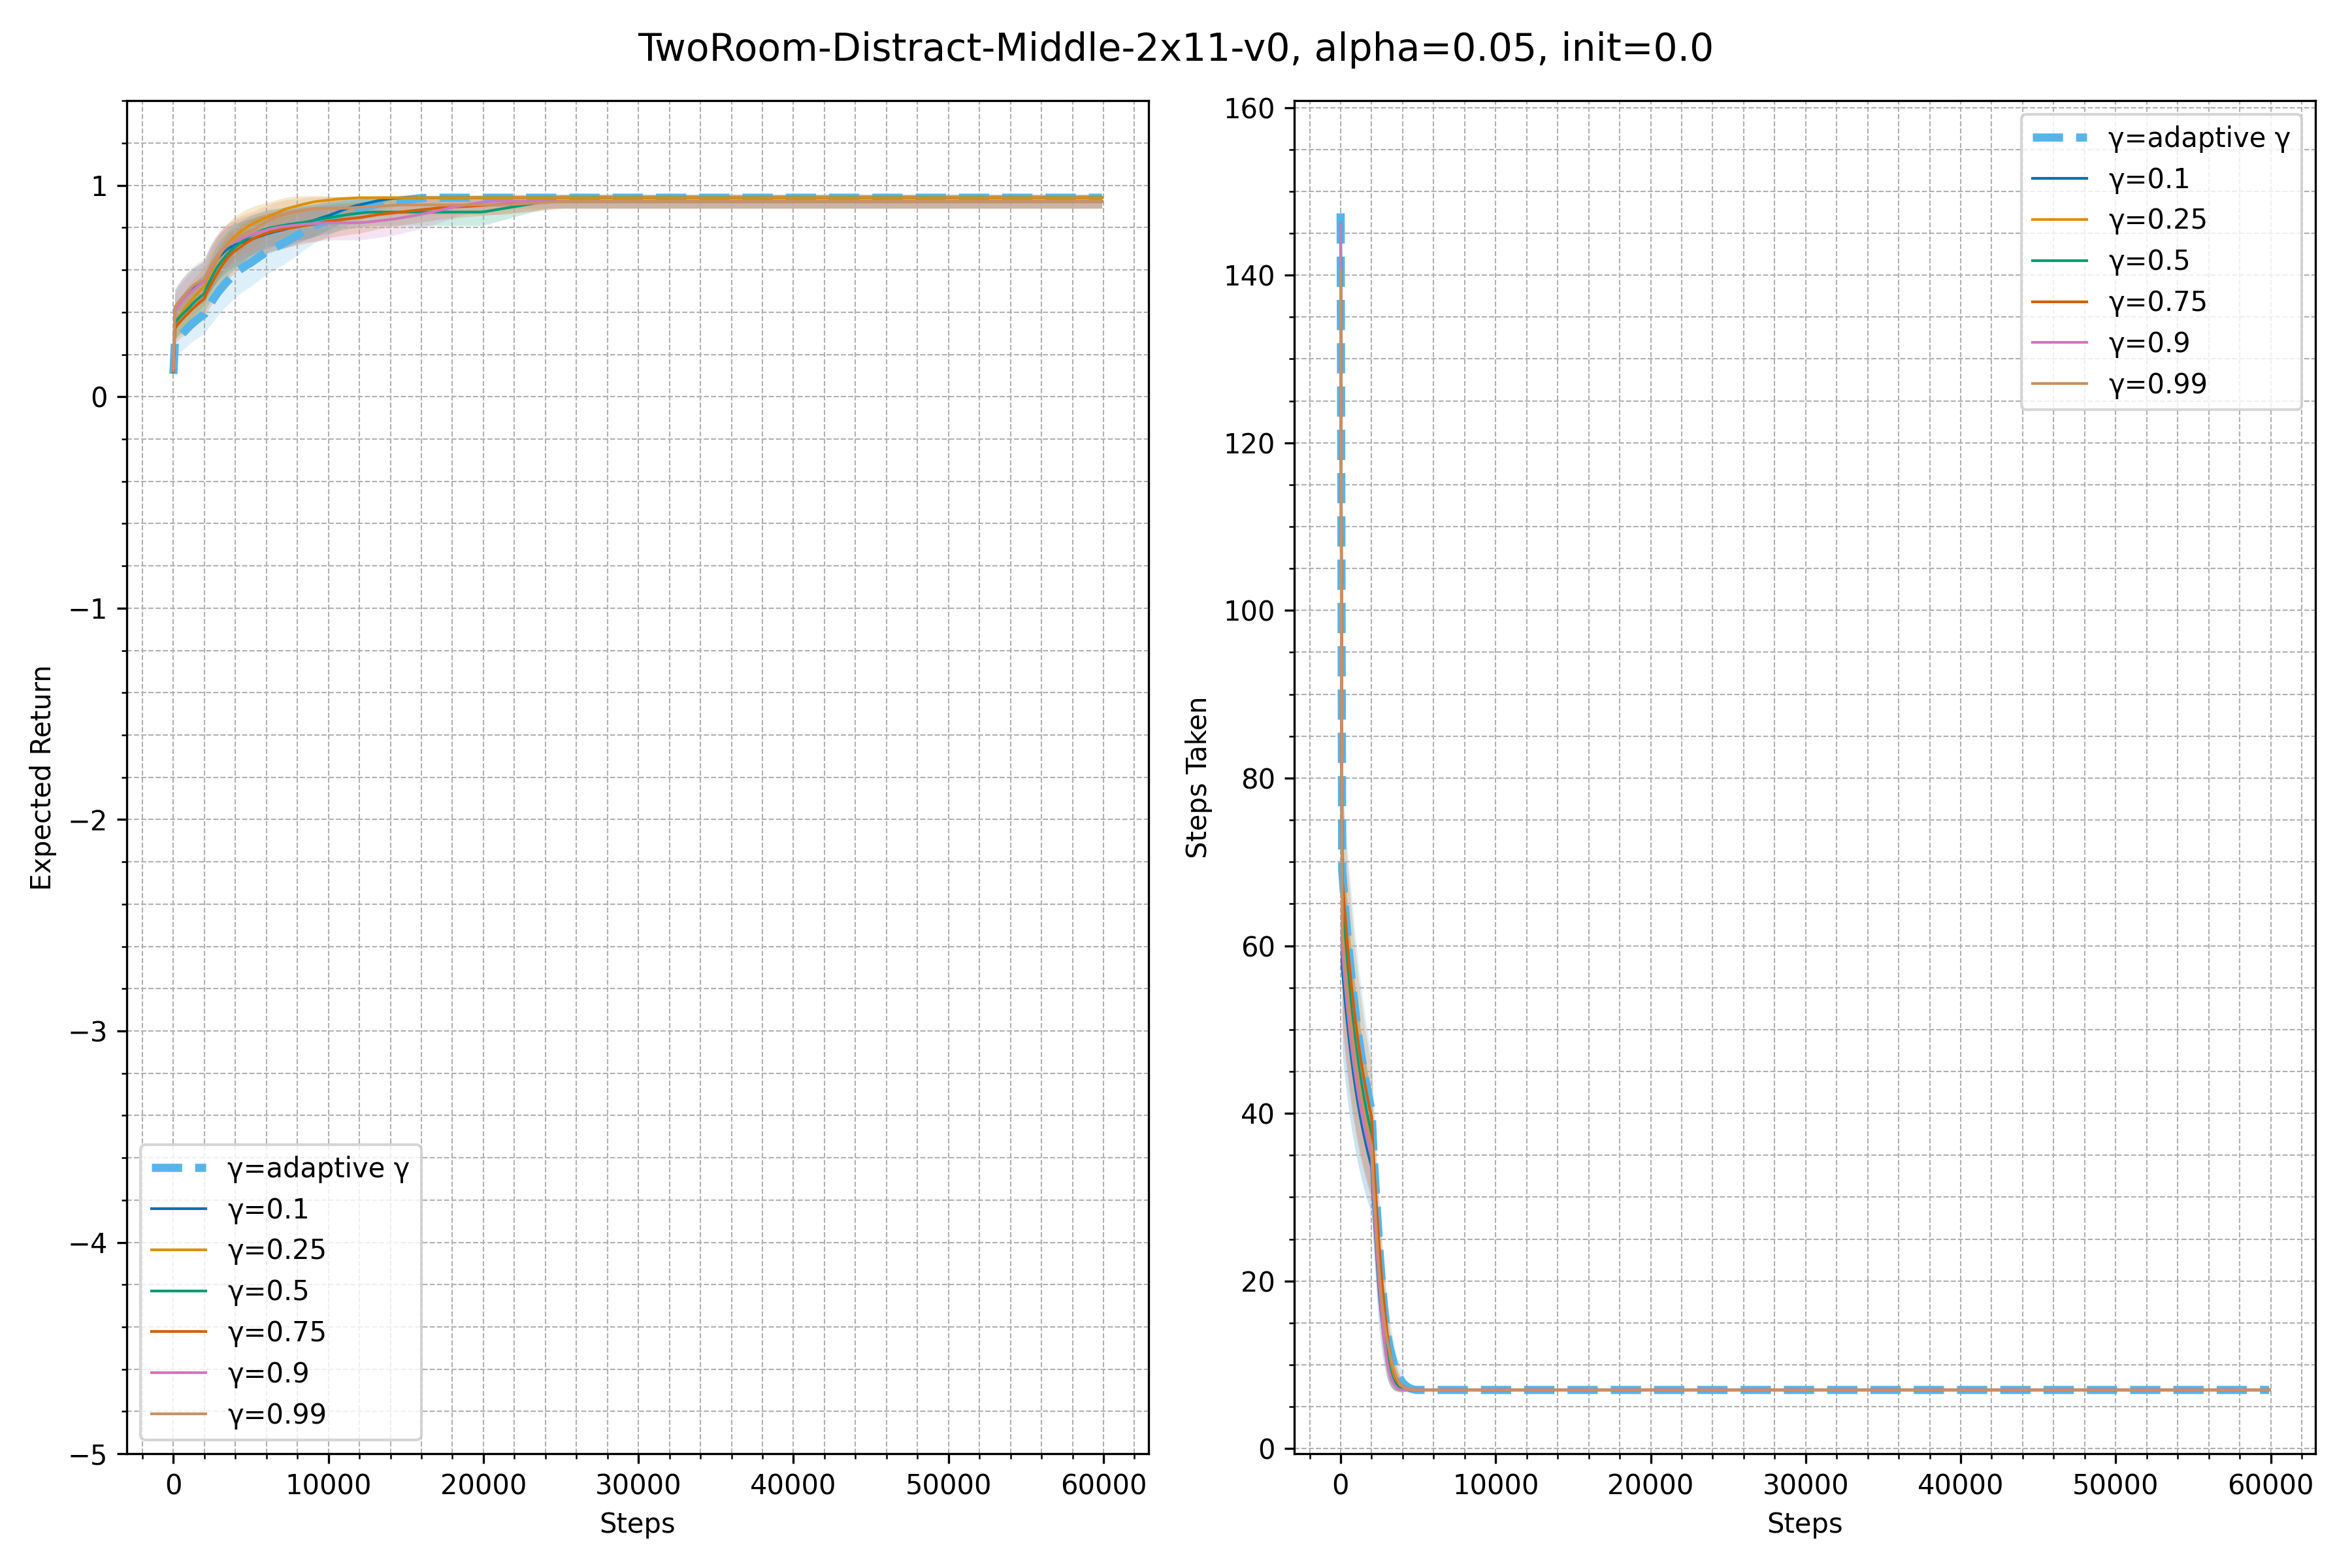 TwoRoom-Distract-Middle-2x11-v0, alpha=0.05, init=0.0
Expected Return
1
0
−1
−2
−3
−4
−5
γ=adaptive γ
γ=0.1
γ=0.25
γ=0.5
γ=0.75
γ=0.9
γ=0.99
0 10000 20000 30000 40000 50000 60000
Steps
Steps Taken
160
140
120
100
80
60
40
20
0
γ=adaptive γ
γ=0.1
γ=0.25
γ=0.5
γ=0.75
γ=0.9
γ=0.99
0 10000 20000 30000 40000 50000 60000
Steps